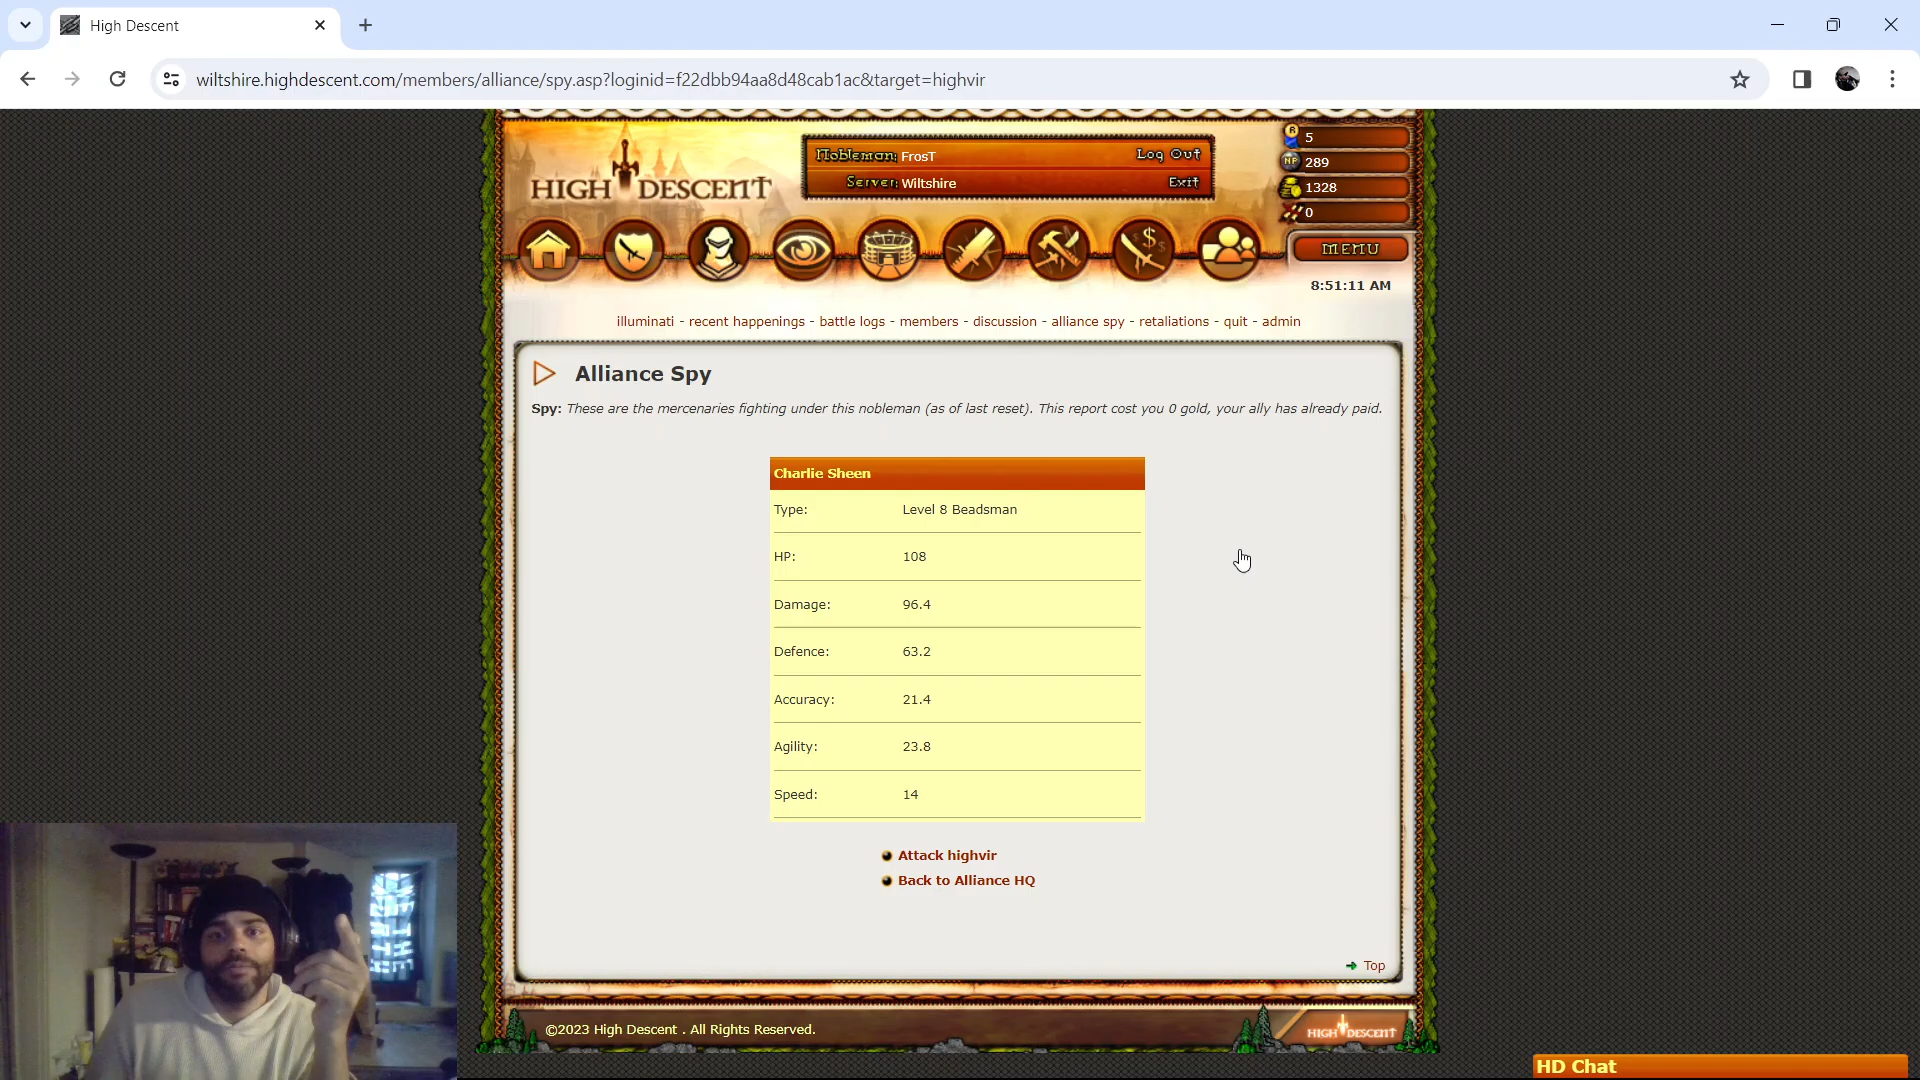 High Descent
wiltshire.highdescent.com/members/alliance/spy.asp?loginid=f22dbb94aa8d48cab1ac&target=highvir
HIGH DESCENT
Nobleman: FrosT
Log Out
Server: Wiltshire
Exit
R 5
NP 289
1328
0
MENU
8:51:11 AM
illuminati - recent happenings - battle logs - members - discussion - alliance spy - retaliations - quit - admin
Alliance Spy
Spy: These are the mercenaries fighting under this nobleman (as of last reset). This report cost you 0 gold, your ally has already paid.
Charlie Sheen
Type: Level 8 Beadsman
HP: 108
Damage: 96.4
Defence: 63.2
Accuracy: 21.4
Agility: 23.8
Speed: 14
Attack highvir
Back to Alliance HQ
Top
©2023 High Descent . All Rights Reserved.
HIGH DESCENT
HD Chat